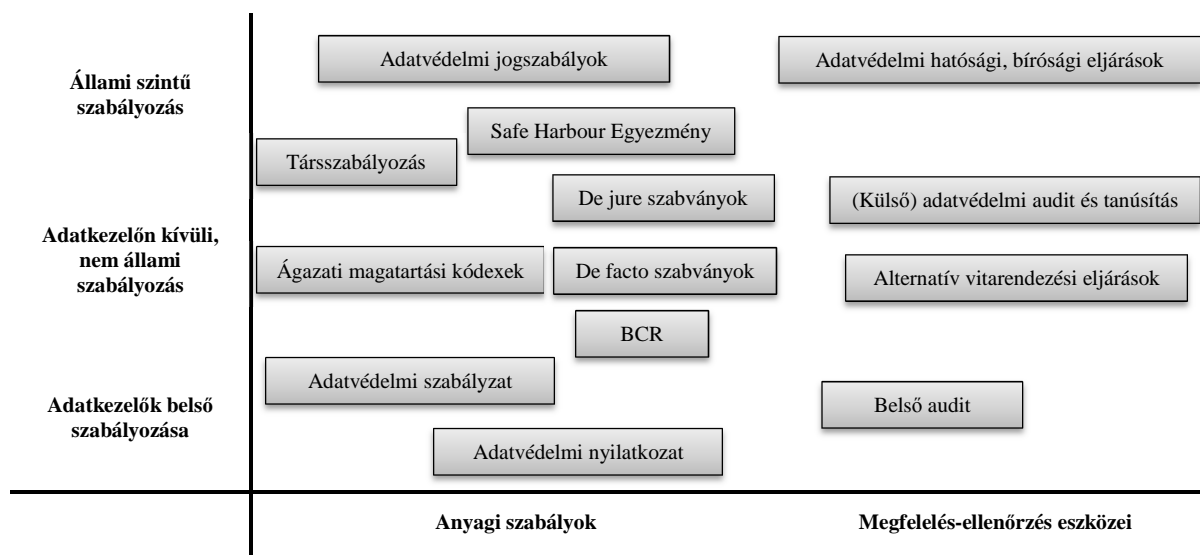 Állami szintű
szabályozás
Adatvédelmi jogszabályok
Adatvédelmi hatósági, bírósági eljárások
Safe Harbour Egyezmény
Társszabályozás
De jure szabványok
(Külső) adatvédelmi audit és tanúsítás
Adatkezelőn kívüli,
nem állami
szabályozás
Ágazati magatartási kódexek
De facto szabványok
Alternatív vitarendezési eljárások
BCR
Adatvédelmi szabályzat
Adatkezelők belső
szabályozása
Belső audit
Adatvédelmi nyilatkozat
Anyagi szabályok
Megfelelés-ellenőrzés eszközei